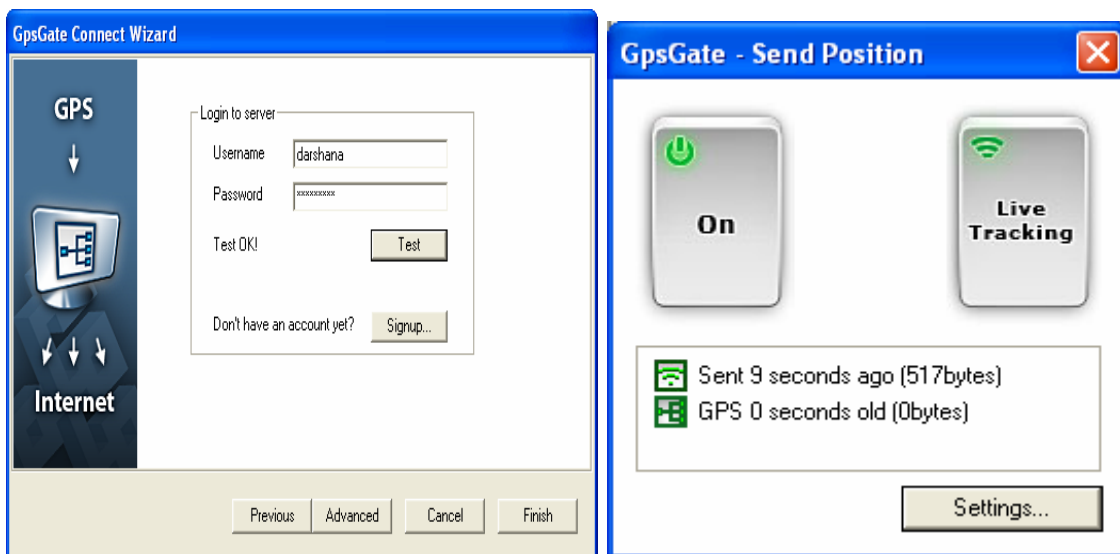 GpsGate Connect Wizard
GPS
Internet
Login to server
Username darshana
Password xxxxxxxxx
Test OK! Test
Don't have an account yet? Signup...
Previous Advanced Cancel Finish
GpsGate - Send Position
On
Live
Tracking
Sent 9 seconds ago (517bytes)
GPS 0 seconds old (0bytes)
Settings...